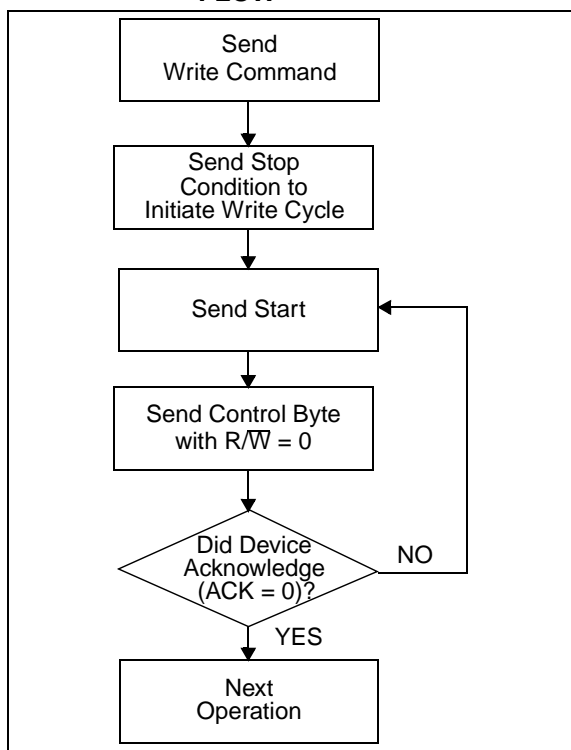 Send
Write Command
Send Stop
Condition to
Initiate Write Cycle
Send Start
Send Control Byte
with R/W̅ = 0
Did Device
Acknowledge
(ACK = 0)?
NO
YES
Next
Operation